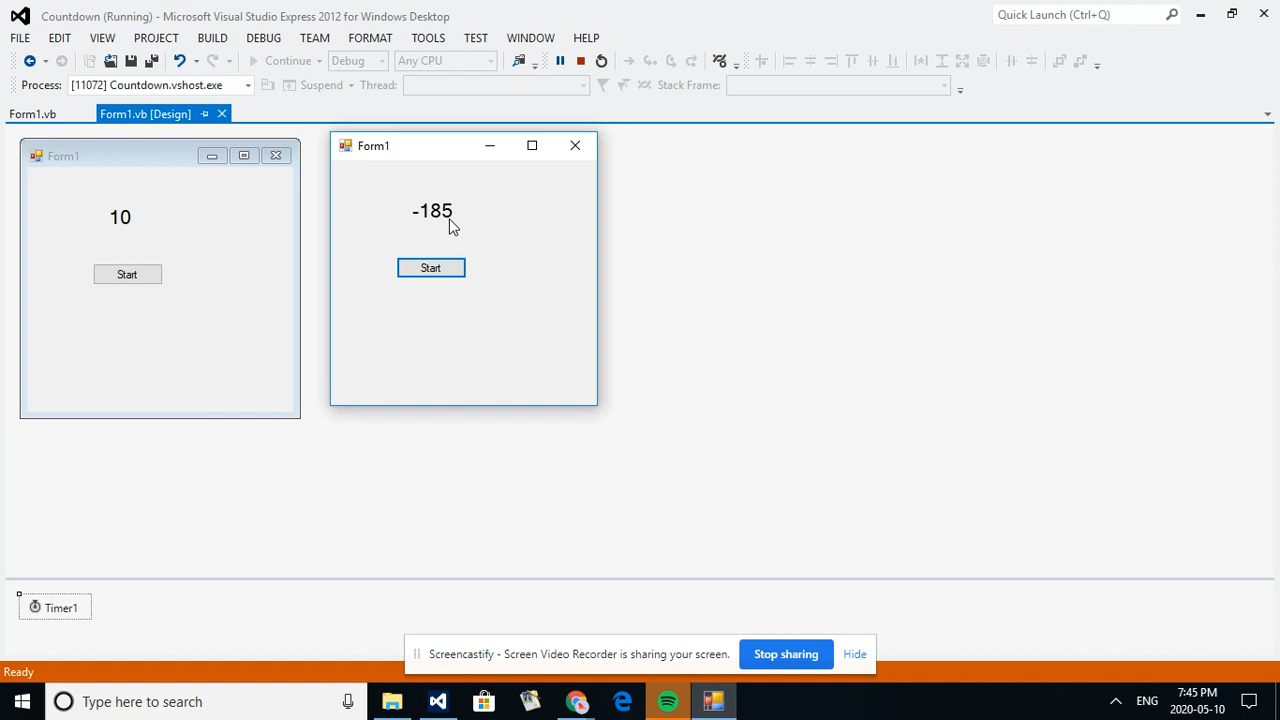 Countdown (Running) - Microsoft Visual Studio Express 2012 for Windows Desktop
Quick Launch (Ctrl+Q)
FILE EDIT VIEW PROJECT BUILD DEBUG TEAM FORMAT TOOLS TEST WINDOW HELP
Continue Debug Any CPU
Process: [11072] Countdown.vshost.exe Suspend Thread: Stack Frame:
Form1.vb Form1.vb [Design]
Form1
10
Start
Form1
-185
Start
Timer1
Screencastify - Screen Video Recorder is sharing your screen. Stop sharing Hide
Ready
Type here to search
ENG
7:45 PM
2020-05-10